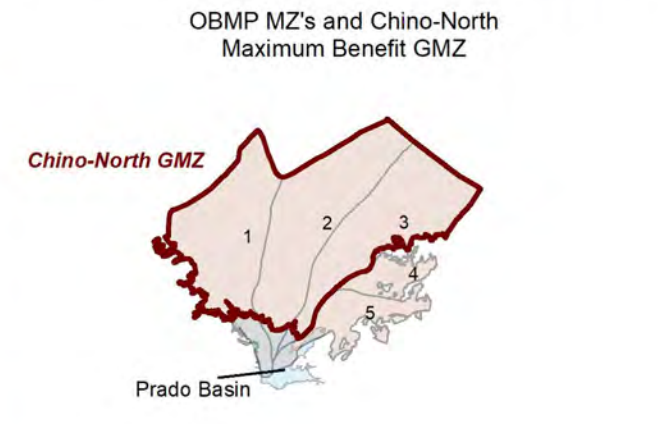 OBMP MZ's and Chino-North
Maximum Benefit GMZ
Chino-North GMZ
1
2
3
4
5
Prado Basin